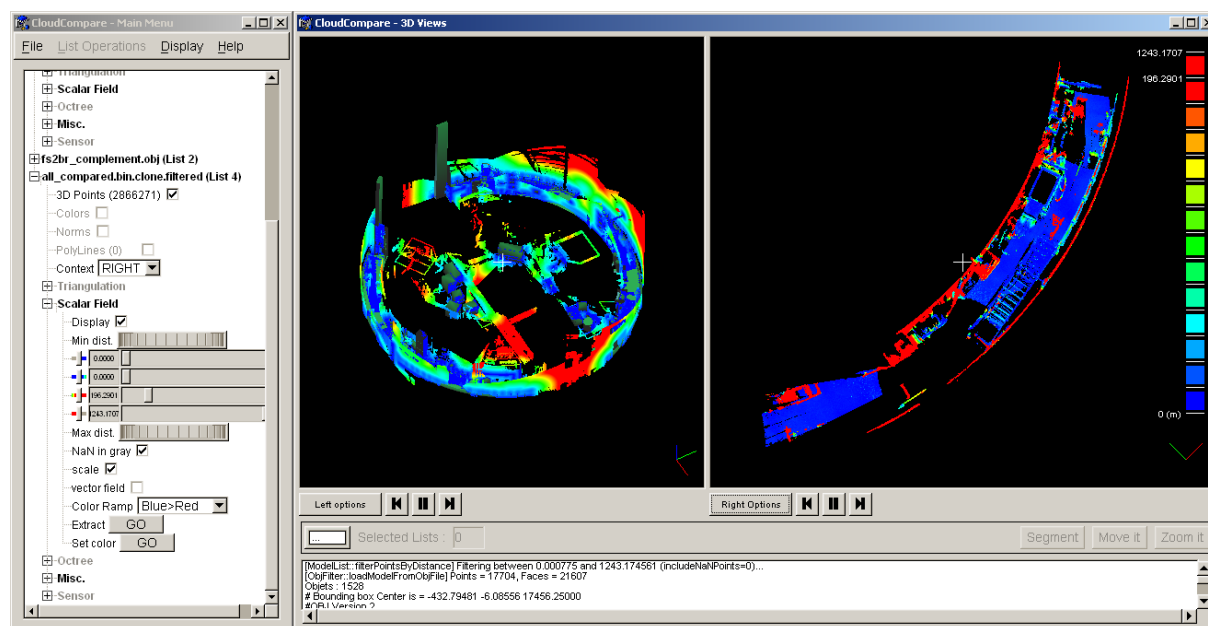 CloudCompare - Main Menu
File List Operations Display Help
Triangulation
Scalar Field
Octree
Misc.
Sensor
fs2br_complement.obj (List 2)
all_compared.bin.clone.filtered (List 4)
3D Points (2866271)
Colors
Norms
PolyLines (0)
Context RIGHT
Triangulation
Scalar Field
Display
Min dist.
0.0000
0.0000
196.2901
1243.1707
Max dist.
NaN in gray
scale
vector field
Color Ramp Blue>Red
Extract GO
Set color GO
Octree
Misc.
Sensor
CloudCompare - 3D Views
1243.1707
196.2901
0 (m)
Left options
Right Options
... Selected Lists : 0 Segment Move it Zoom it
[ModelList::filterPointsByDistance] Filtering between 0.000775 and 1243.174561 (includeNaNPoints=0)...
[ObjFilter::loadModelFromObjFile] Points = 17704, Faces = 21607
Objets : 1528
# Bounding box Center is = -432.79481 -6.08556 17456.25000
#OBJ Version 2